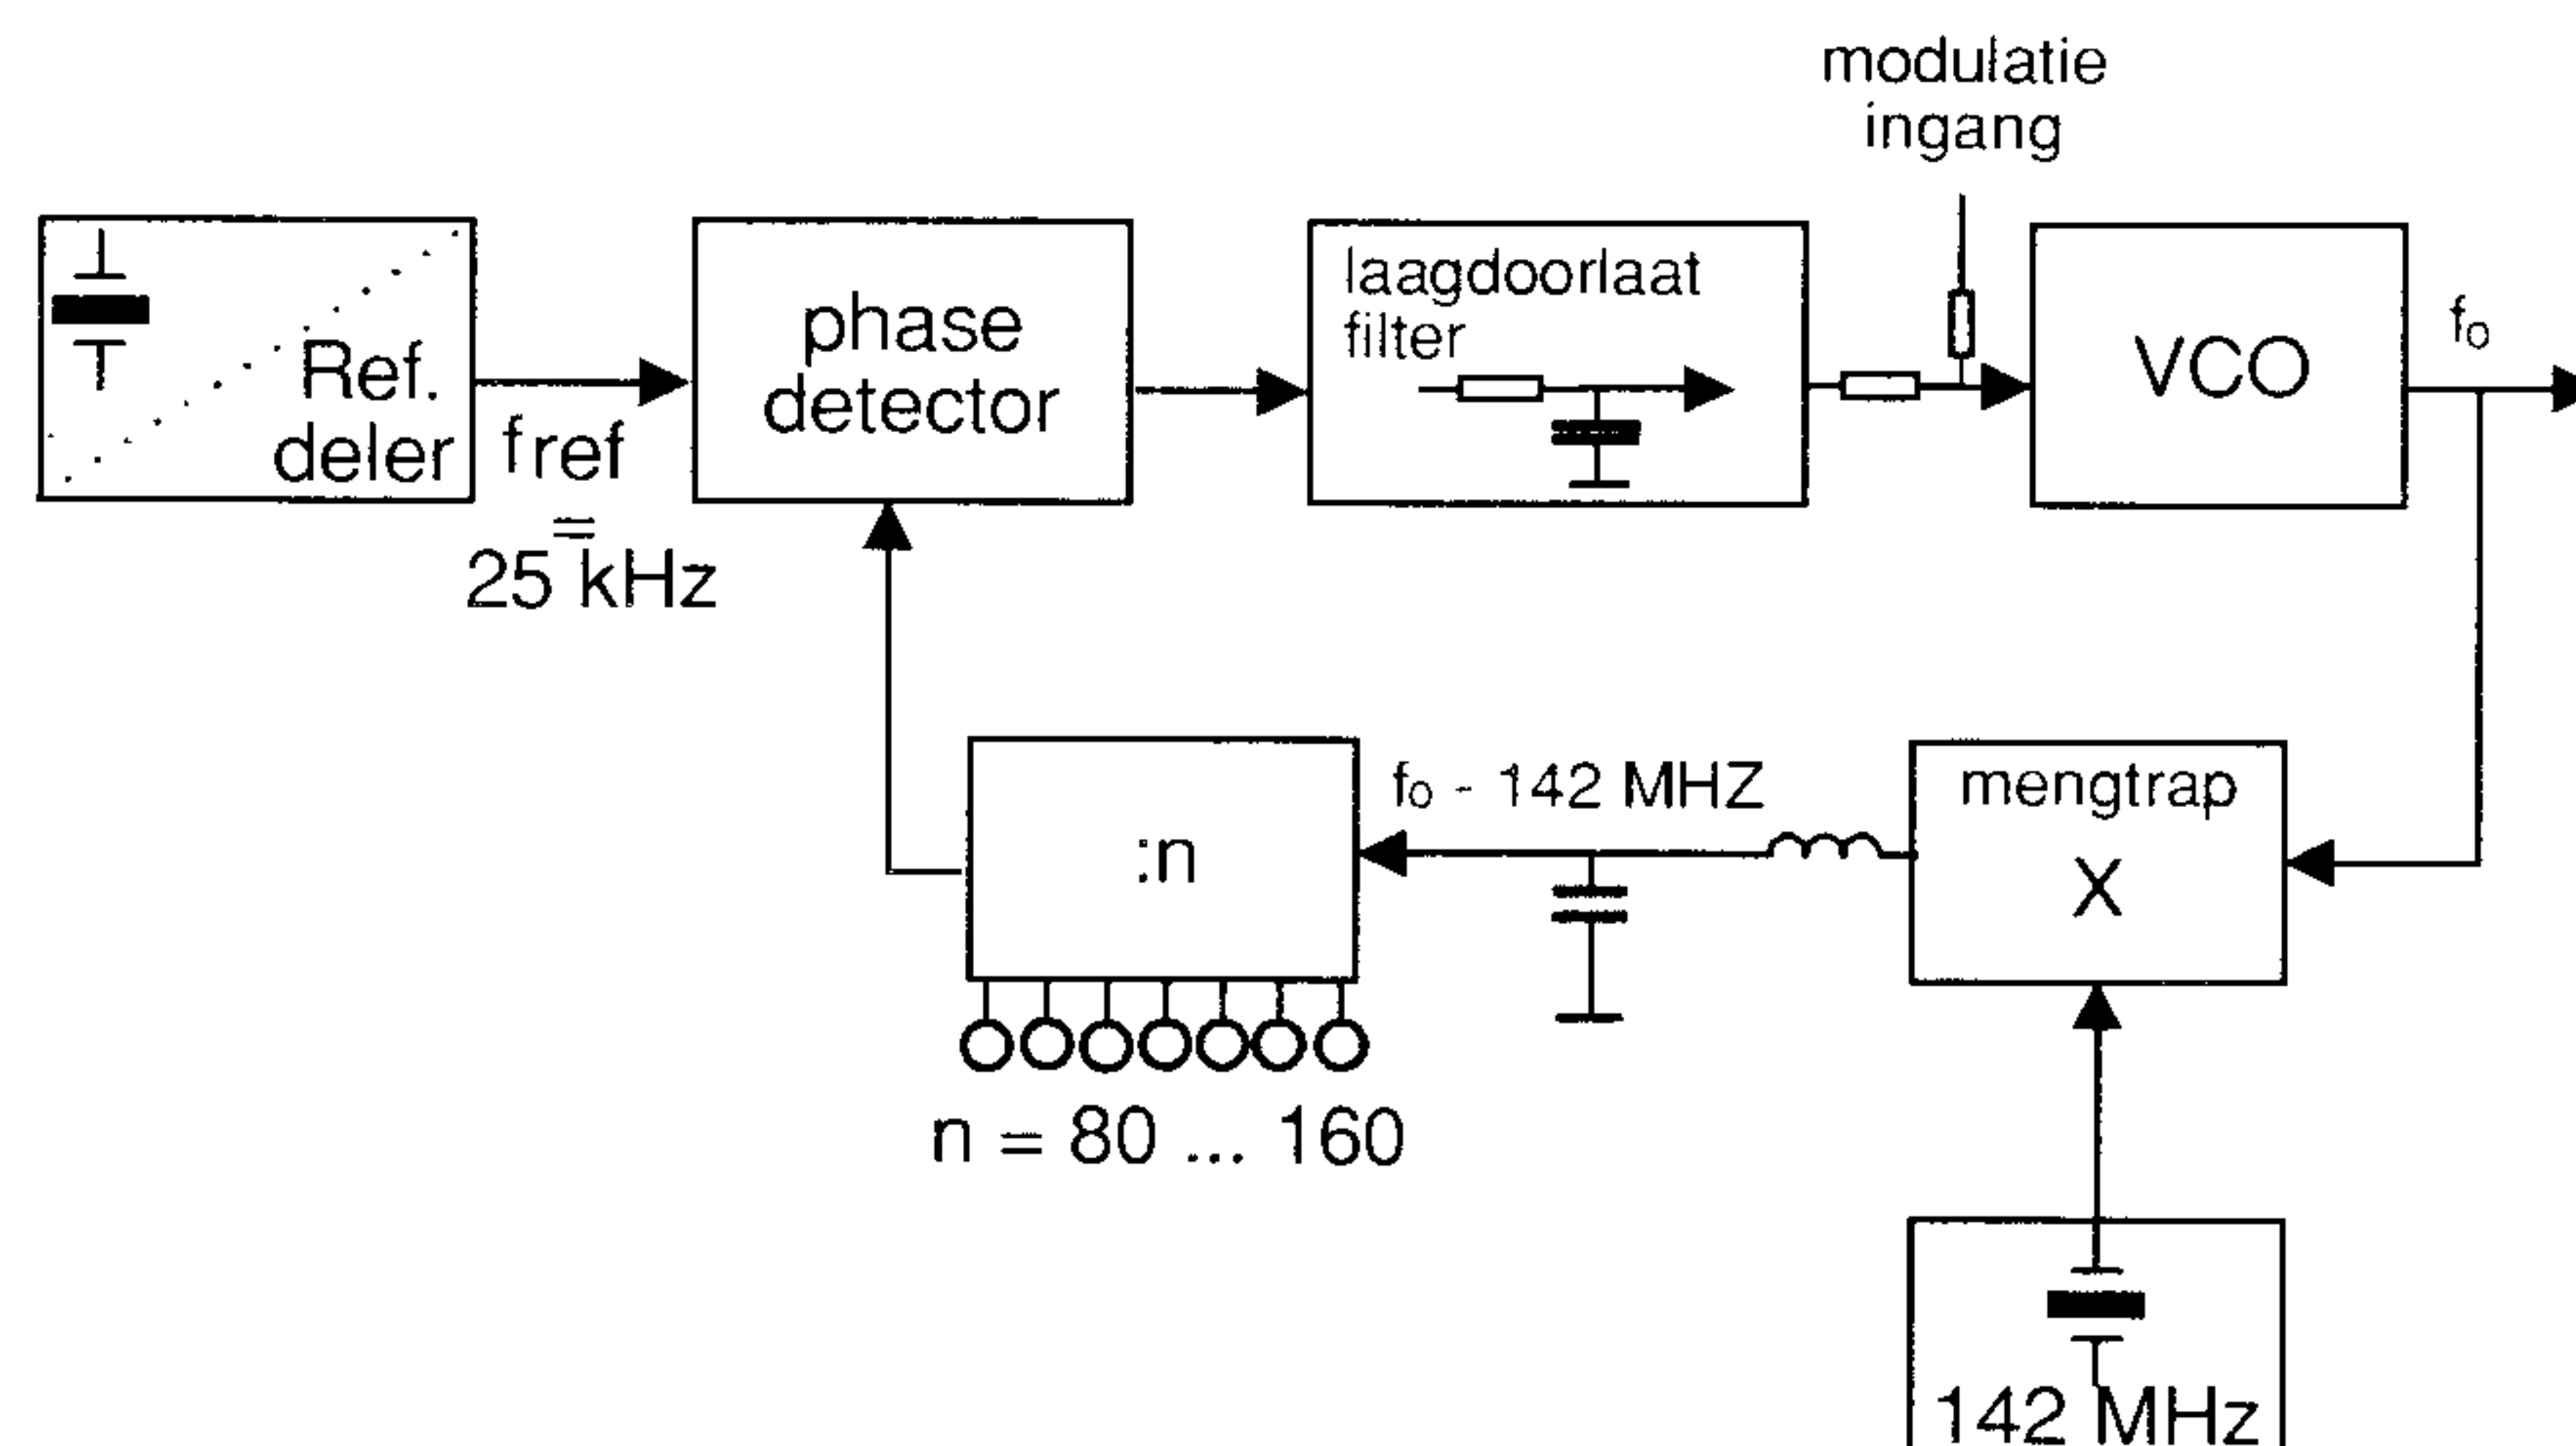 modulatie
ingang
Ref.
deler
fref
=
25 kHz
phase
detector
laagdoorlaat
filter
VCO
fo
:n
n = 80 ... 160
fo - 142 MHZ
mengtrap
X
142 MHz